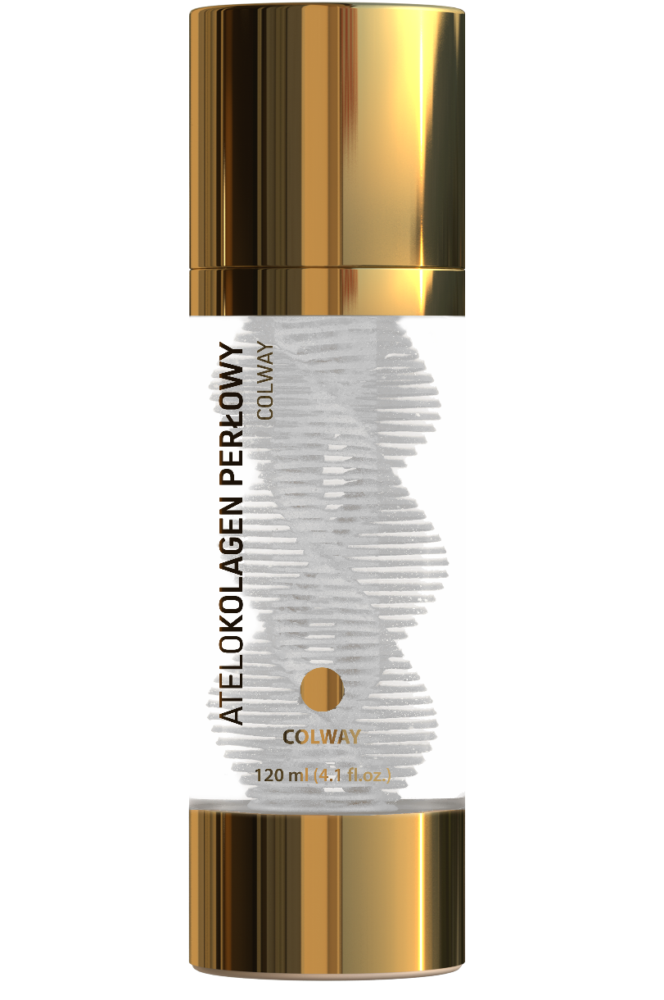 ATELOKOLAGEN PERŁOWY
COLWAY
COLWAY
120 ml (4.1 fl.oz.)